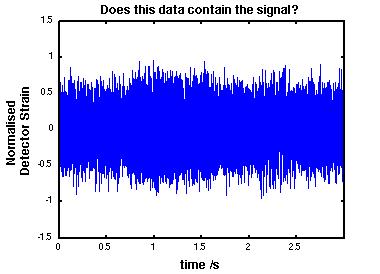 Does this data contain the signal?
1.5
1
0.5
0
-0.5
-1
-1.5
Normalised
Detector Strain
0 0.5 1 1.5 2 2.5
time /s